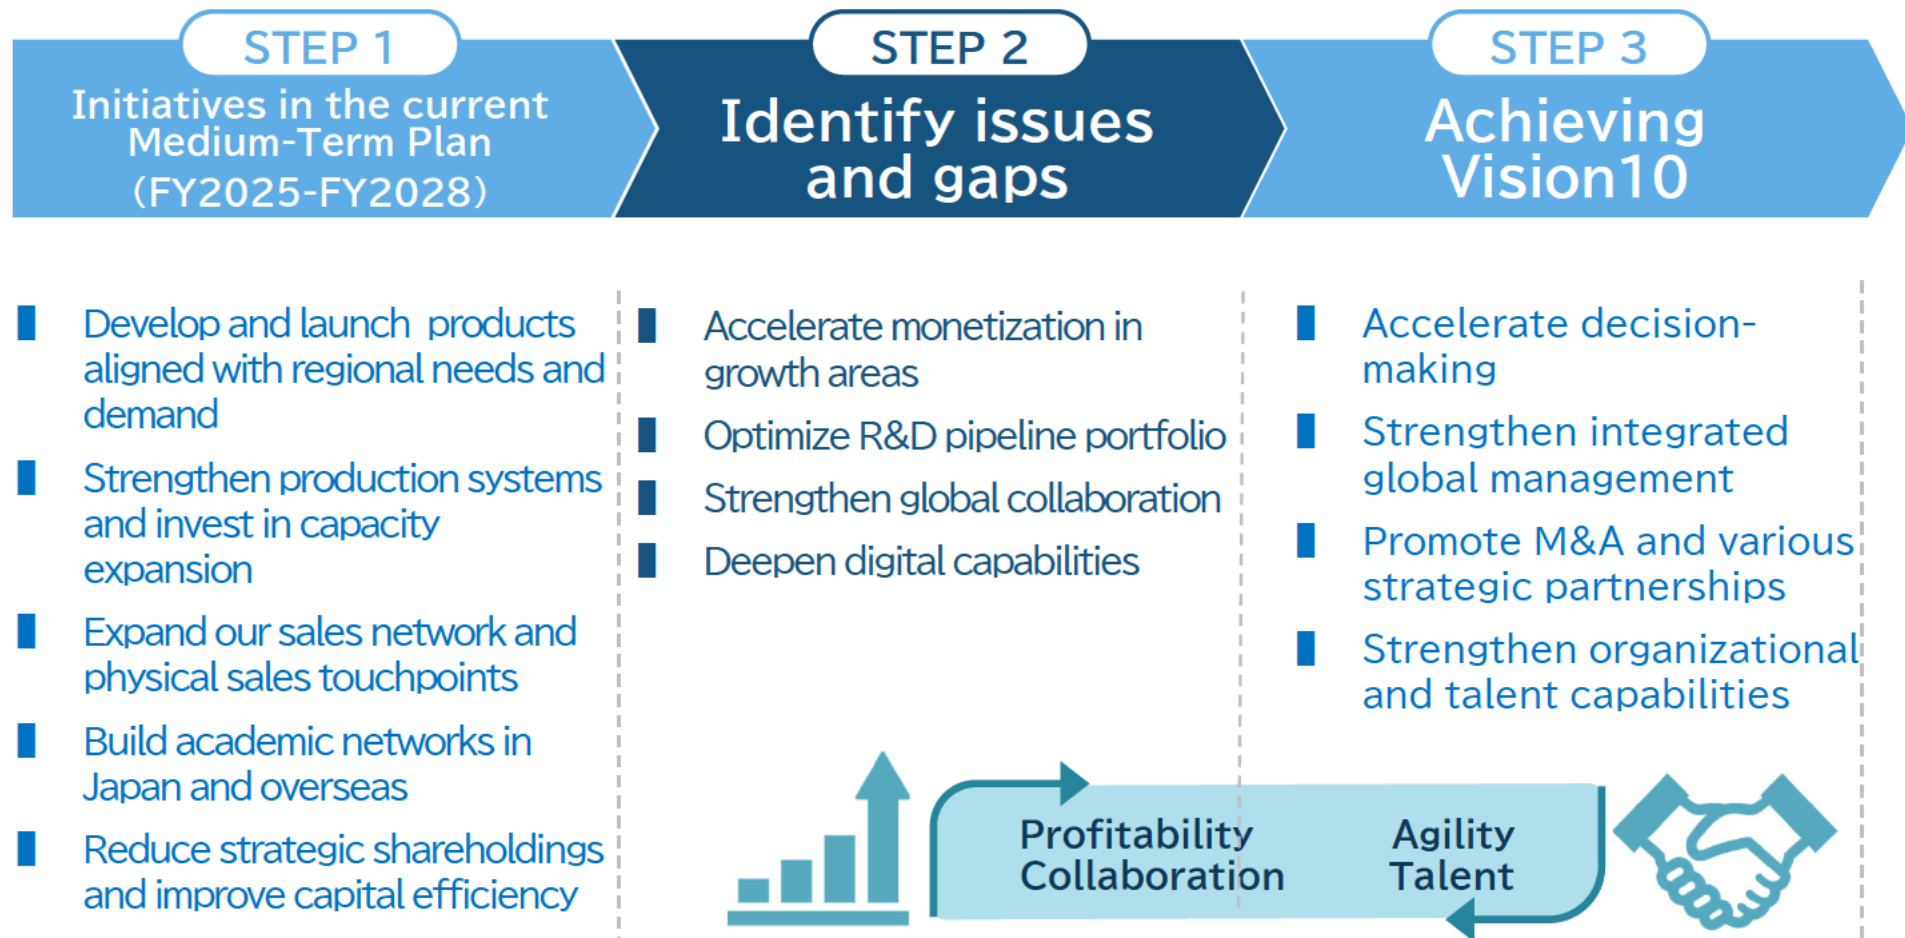 STEP 1
Initiatives in the current
Medium-Term Plan
(FY2025-FY2028)
Develop and launch products
aligned with regional needs and
demand
Strengthen production systems
and invest in capacity
expansion
Expand our sales network and
physical sales touchpoints
Build academic networks in
Japan and overseas
Reduce strategic shareholdings
and improve capital efficiency
STEP 2
Identify issues
and gaps
Accelerate monetization in
growth areas
Optimize R&D pipeline portfolio
Strengthen global collaboration
Deepen digital capabilities
STEP 3
Achieving
Vision10
Accelerate decision-
making
Strengthen integrated
global management
Promote M&A and various
strategic partnerships
Strengthen organizational
and talent capabilities
Profitability
Collaboration
Agility
Talent